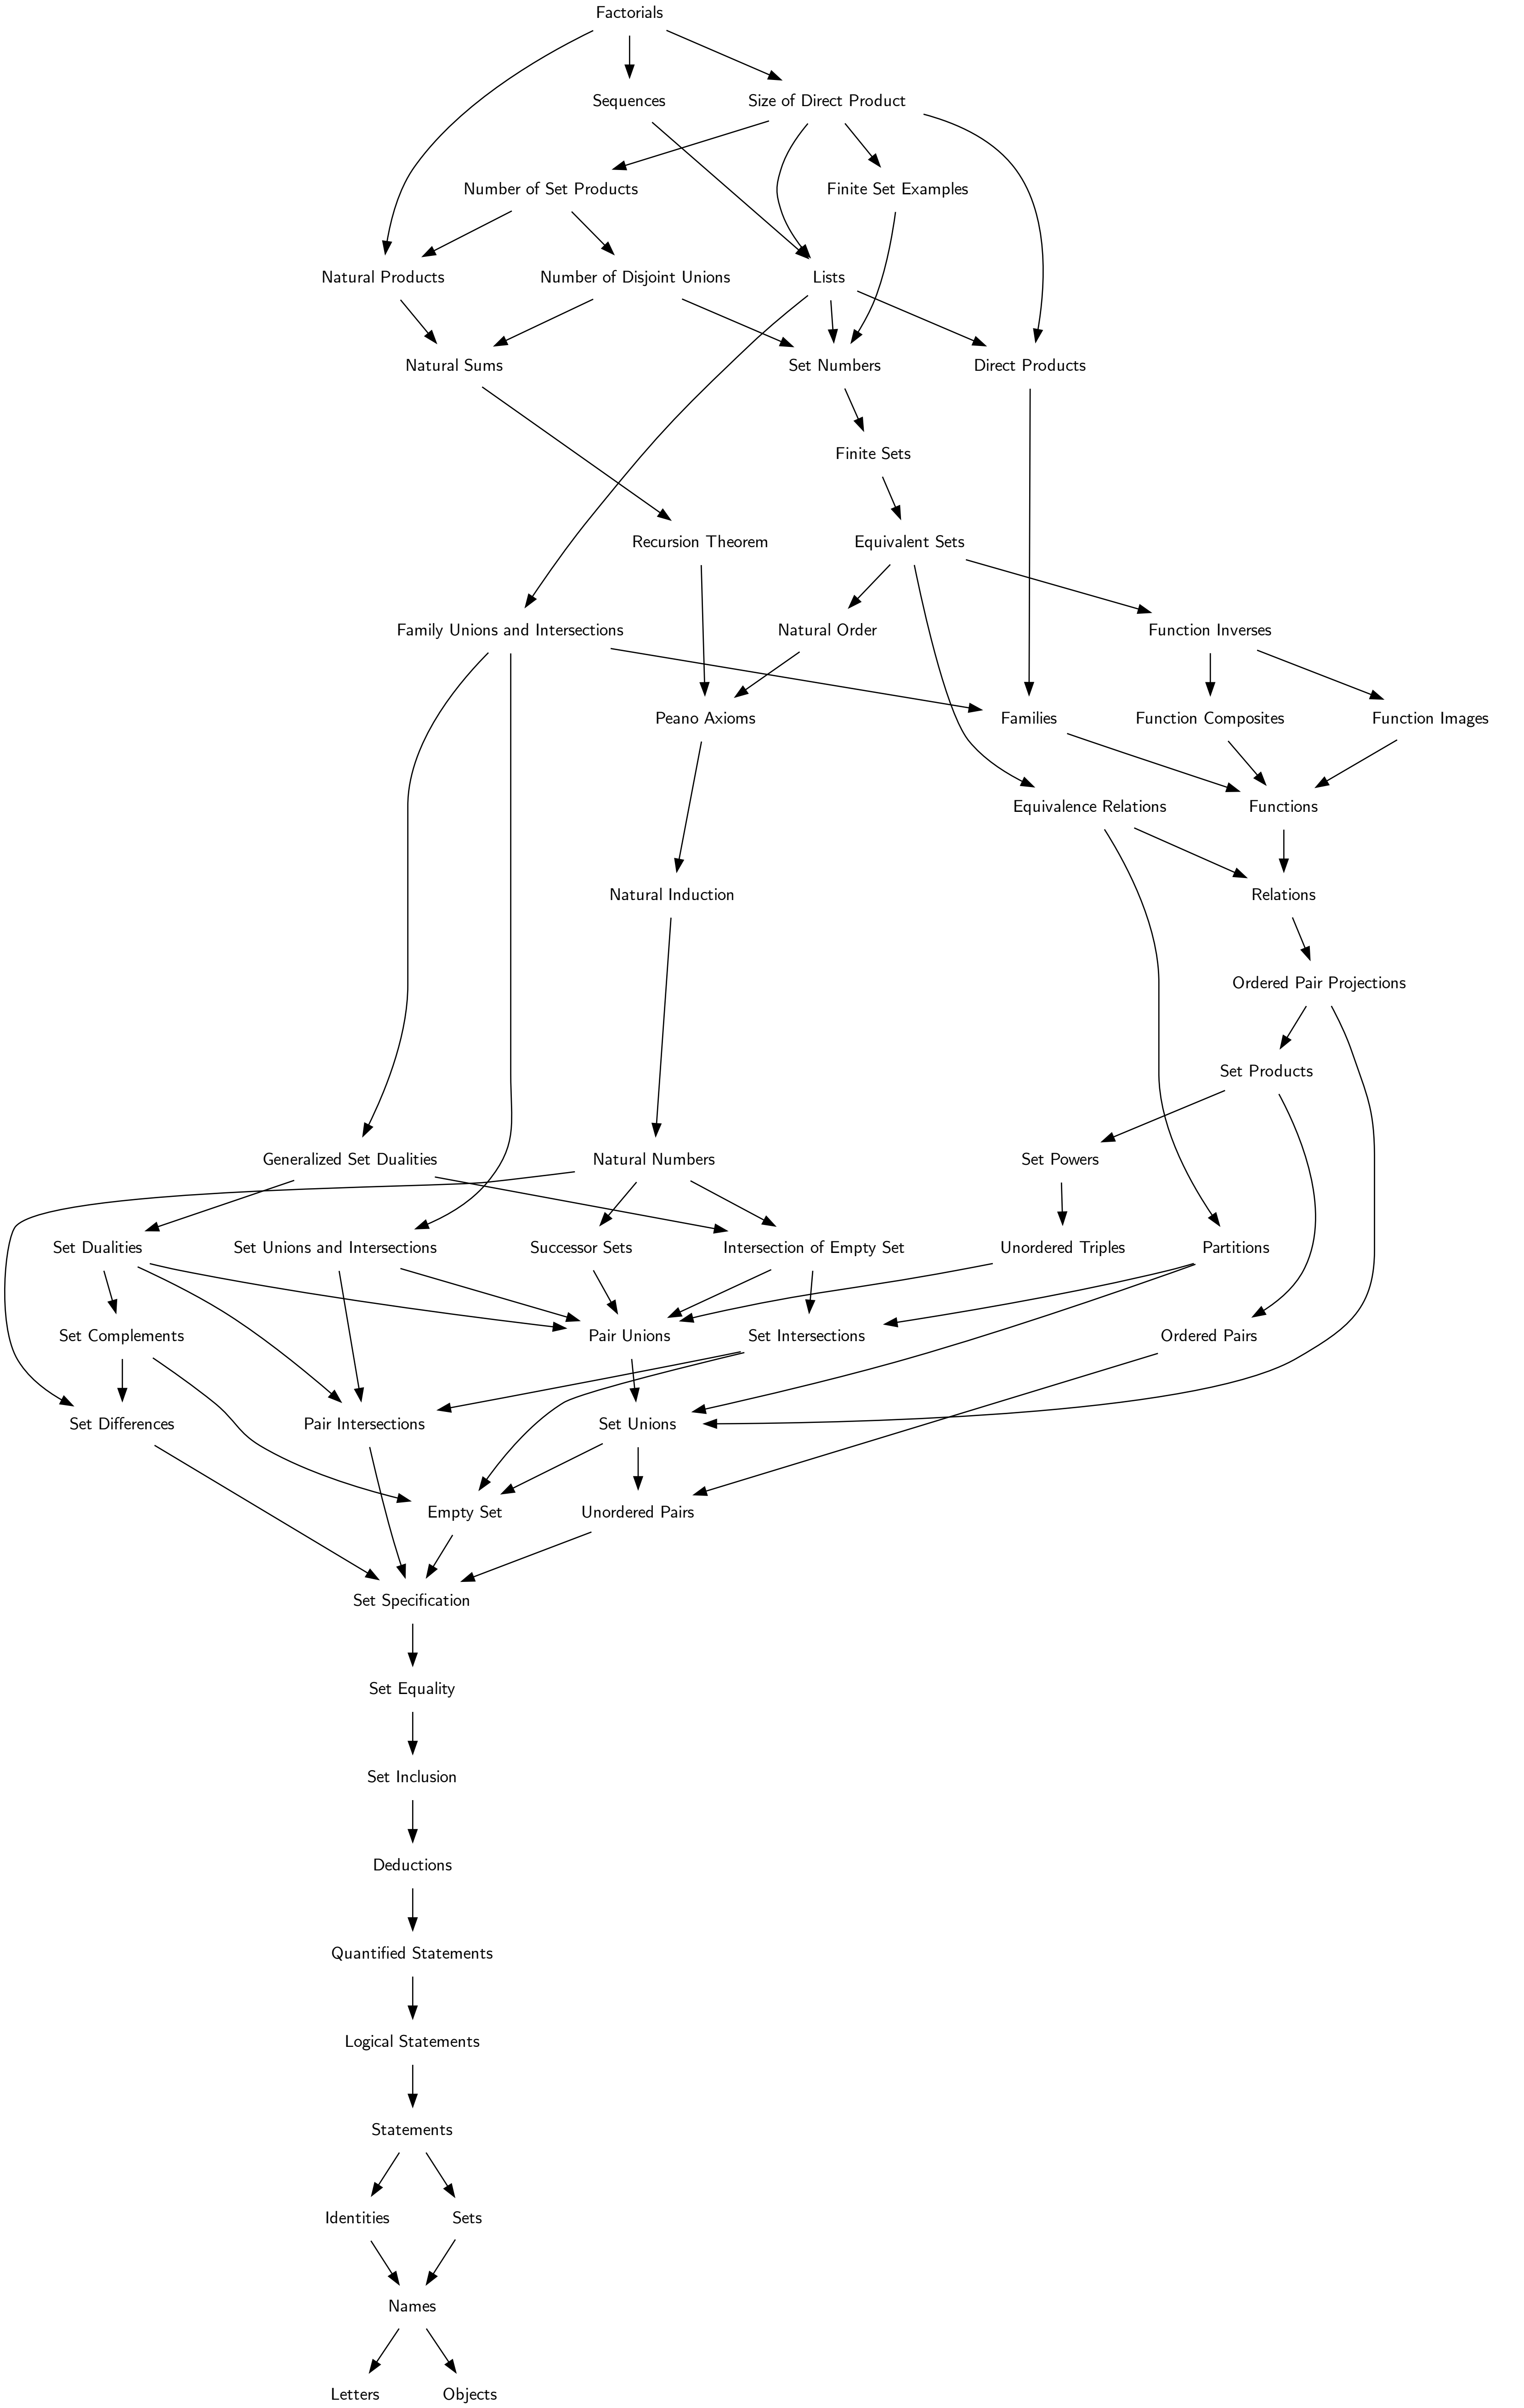 Factorials
Sequences
Size of Direct Product
Number of Set Products
Finite Set Examples
Natural Products
Number of Disjoint Unions
Lists
Natural Sums
Set Numbers
Direct Products
Finite Sets
Recursion Theorem
Equivalent Sets
Family Unions and Intersections
Natural Order
Function Inverses
Peano Axioms
Families
Function Composites
Function Images
Equivalence Relations
Functions
Natural Induction
Relations
Ordered Pair Projections
Set Products
Generalized Set Dualities
Natural Numbers
Set Powers
Set Dualities
Set Unions and Intersections
Successor Sets
Intersection of Empty Set
Unordered Triples
Partitions
Set Complements
Pair Unions
Set Intersections
Ordered Pairs
Set Differences
Pair Intersections
Set Unions
Empty Set
Unordered Pairs
Set Specification
Set Equality
Set Inclusion
Deductions
Quantified Statements
Logical Statements
Statements
Identities
Sets
Names
Letters
Objects